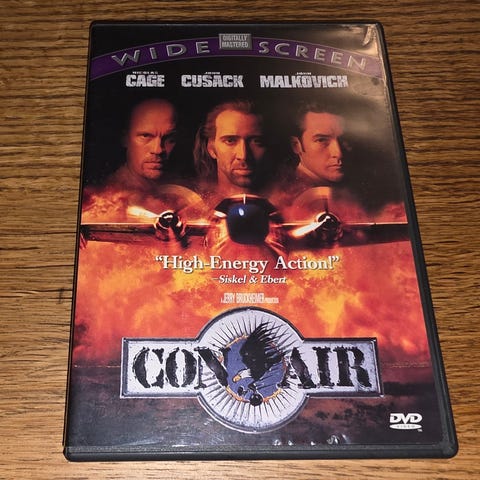 WIDE DIGITALLY MASTERED SCREEN
NICOLAS CAGE JOHN CUSACK JOHN MALKOVICH
"High-Energy Action!"
–Siskel & Ebert
A JERRY BRUCKHEIMER PRODUCTION
CON AIR
DVD
VIDEO